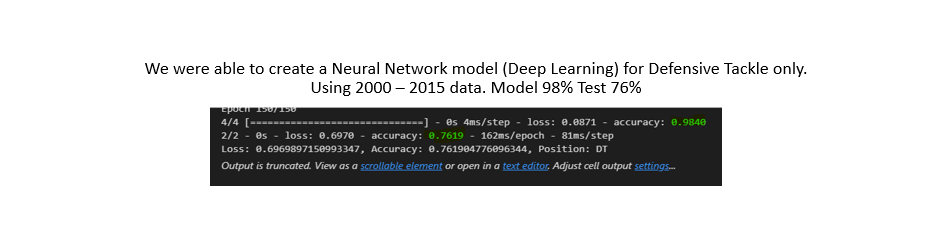 We were able to create a Neural Network model (Deep Learning) for Defensive Tackle only.
Using 2000 – 2015 data. Model 98% Test 76%
Epoch 150/150
4/4 [==============================] - 0s 4ms/step - loss: 0.0871 - accuracy: 0.9840
2/2 - 0s - loss: 0.6970 - accuracy: 0.7619 - 162ms/epoch - 81ms/step
Loss: 0.6969897150993347, Accuracy: 0.761904776096344, Position: DT
Output is truncated. View as a scrollable element or open in a text editor. Adjust cell output settings...